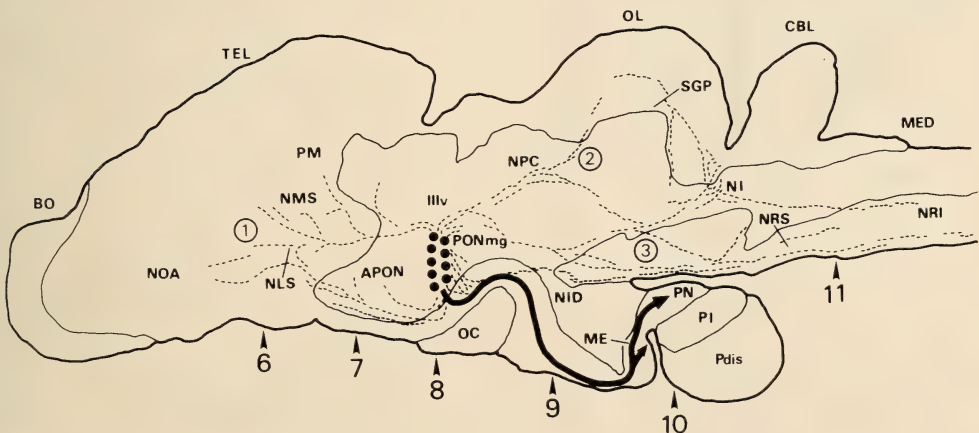 OL
TEL
CBL
SGP
MED
PM
NPC
②
BO
NMS
NI
IIIv
NRS
NRI
①
PONmg
③
NOA
NLS
APON
NID
PN
11
OC
ME
PI
Pdis
6
7
8
9
10